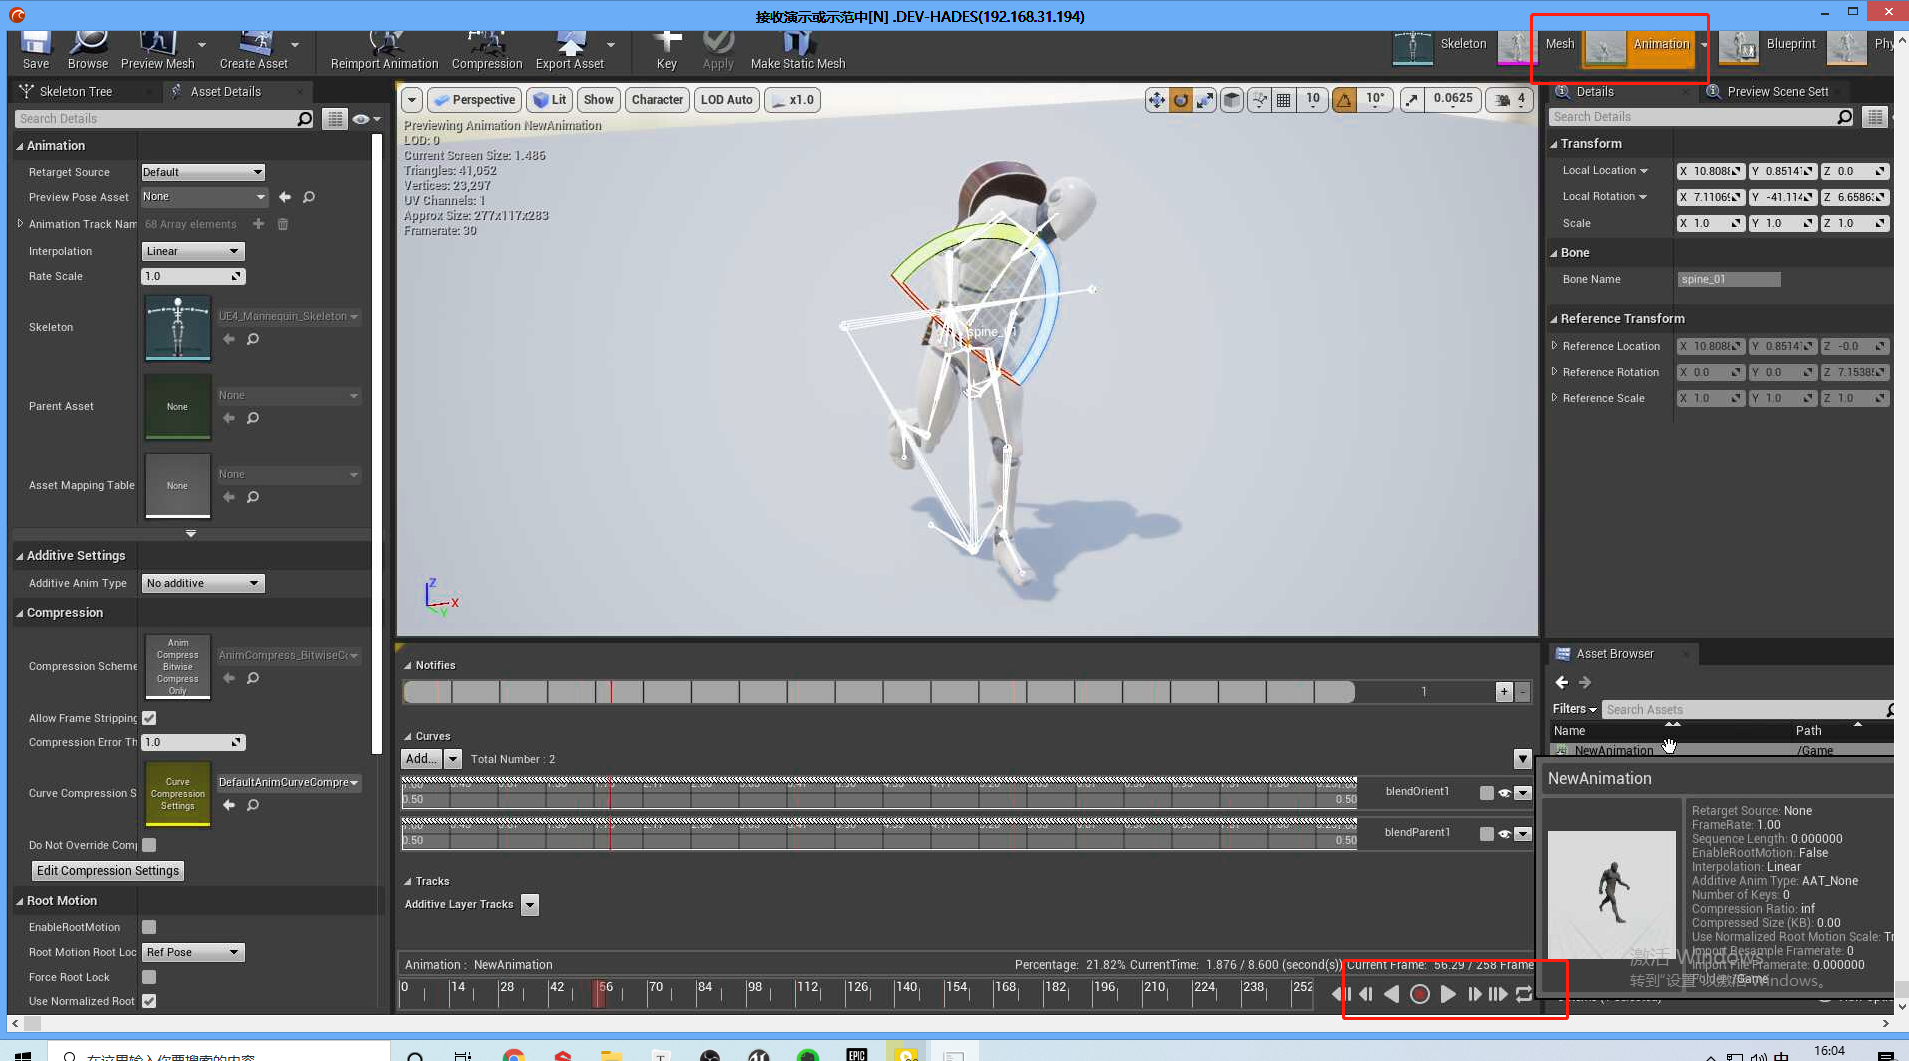 接收演示或示范中[N] .DEV-HADES(192.168.31.194)
Save
Browse
Preview Mesh
Create Asset
Reimport Animation
Compression
Export Asset
Key
Apply
Make Static Mesh
Skeleton
Mesh
Animation
Blueprint
Phy
Skeleton Tree
Asset Details
Search Details
Animation
Retarget Source
Default
Preview Pose Asset
None
Animation Track Nam
68 Array elements
Interpolation
Linear
Rate Scale
1.0
Skeleton
UE4_Mannequin_Skeleton
Parent Asset
None
None
Asset Mapping Table
None
None
Additive Settings
Additive Anim Type
No additive
Compression
Compression Scheme
Anim
Compress
Bitwise
Compress
Only
AnimCompress_BitwiseCo
Allow Frame Stripping
Compression Error Th
1.0
Curve Compression S
Curve
Compression
Settings
DefaultAnimCurveCompre
Do Not Override Comp
Edit Compression Settings
Root Motion
EnableRootMotion
Root Motion Root Loc
Ref Pose
Force Root Lock
Use Normalized Root
Perspective
Lit
Show
Character
LOD Auto
x1.0
10
10°
0.0625
4
Previewing Animation NewAnimation
LOD: 0
Current Screen Size: 1.486
Triangles: 41,052
Vertices: 23,297
UV Channels: 1
Approx Size: 277x117x283
Framerate: 30
spine_01
Z
X
Y
Notifies
1
+
-
Curves
Add...
Total Number : 2
0.50
0.50
blendOrient1
0.50
0.50
blendParent1
Tracks
Additive Layer Tracks
Animation : NewAnimation
Percentage: 21.82% CurrentTime: 1.876 / 8.600 (second(s)) Current Frame: 56.29 / 258 Frame
0 14 28 42 56 70 84 98 112 126 140 154 168 182 196 210 224 238 252
Details
Preview Scene Sett
Search Details
Transform
Local Location
X 10.808
Y 0.8514
Z 0.0
Local Rotation
X 7.1106
Y -41.114
Z 6.6586
Scale
X 1.0
Y 1.0
Z 1.0
Bone
Bone Name
spine_01
Reference Transform
Reference Location
X 10.808
Y 0.8514
Z -0.0
Reference Rotation
X 0.0
Y 0.0
Z 7.1538
Reference Scale
X 1.0
Y 1.0
Z 1.0
Asset Browser
Filters
Search Assets
Name
Path
NewAnimation
/Game
NewAnimation
Retarget Source: None
FrameRate: 1.00
Sequence Length: 0.000000
EnableRootMotion: False
Interpolation: Linear
Additive Anim Type: AAT_None
Number of Keys: 0
Compression Ratio: inf
Compressed Size (KB): 0.00
Use Normalized Root Motion Scale: Tr
Import Resample Framerate: 0
Import File Framerate: 0.000000
Path: /Game
激活 Windows
转到"设置"以激活 Windows。
在这里输入你要搜索的内容
EPIC
中
16:04